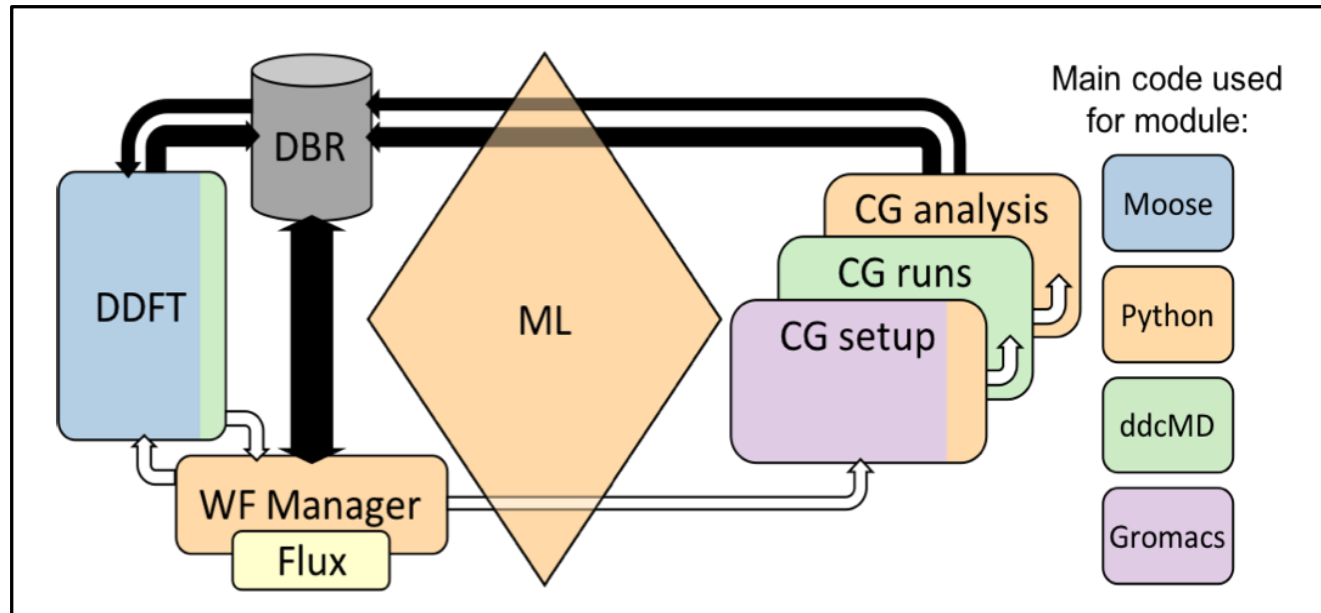 DBR
DDFT
ML
WF Manager
Flux
CG analysis
CG runs
CG setup
Main code used
for module:
Moose
Python
ddcMD
Gromacs